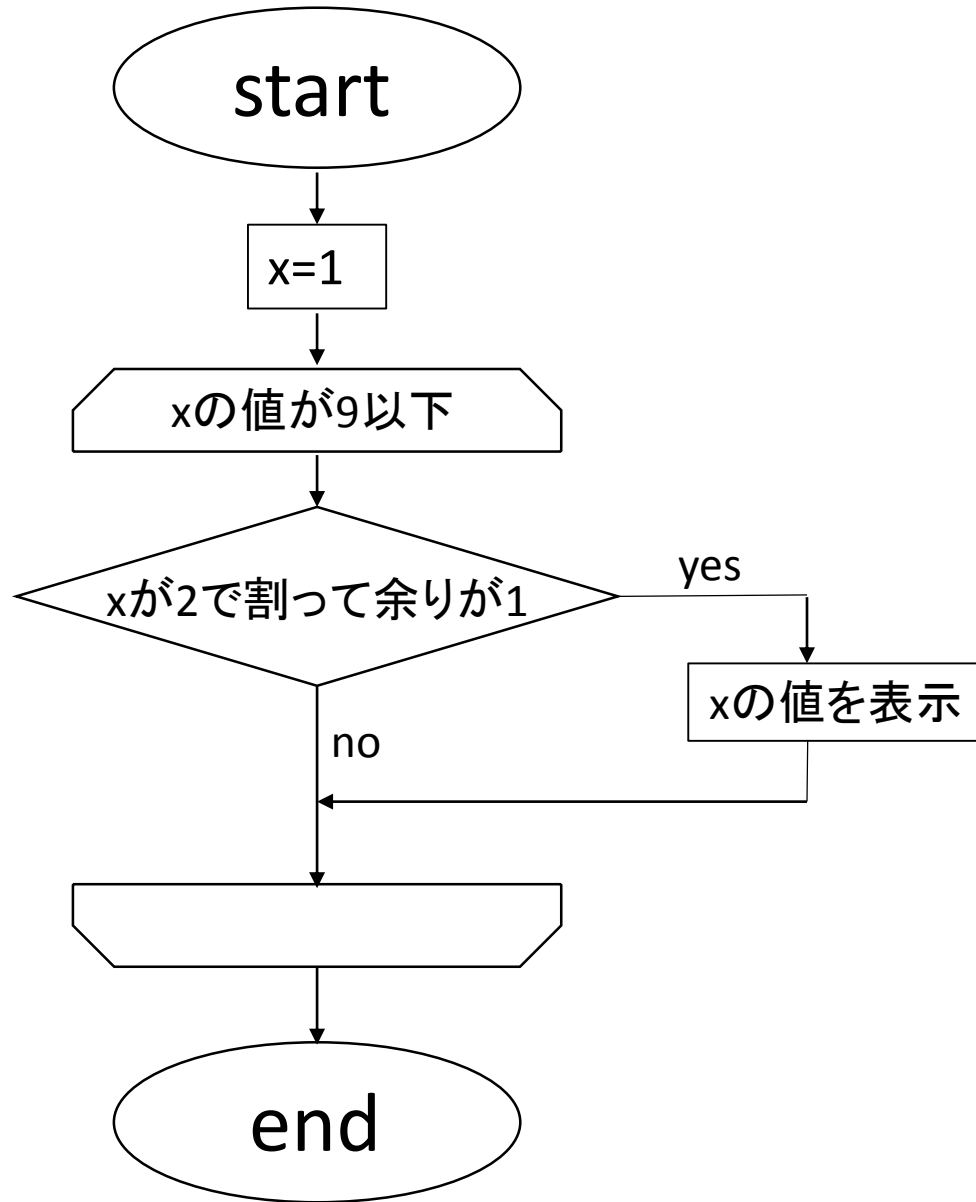 start
x=1
xの値が9以下
xが2で割って余りが1
yes
xの値を表示
no
end